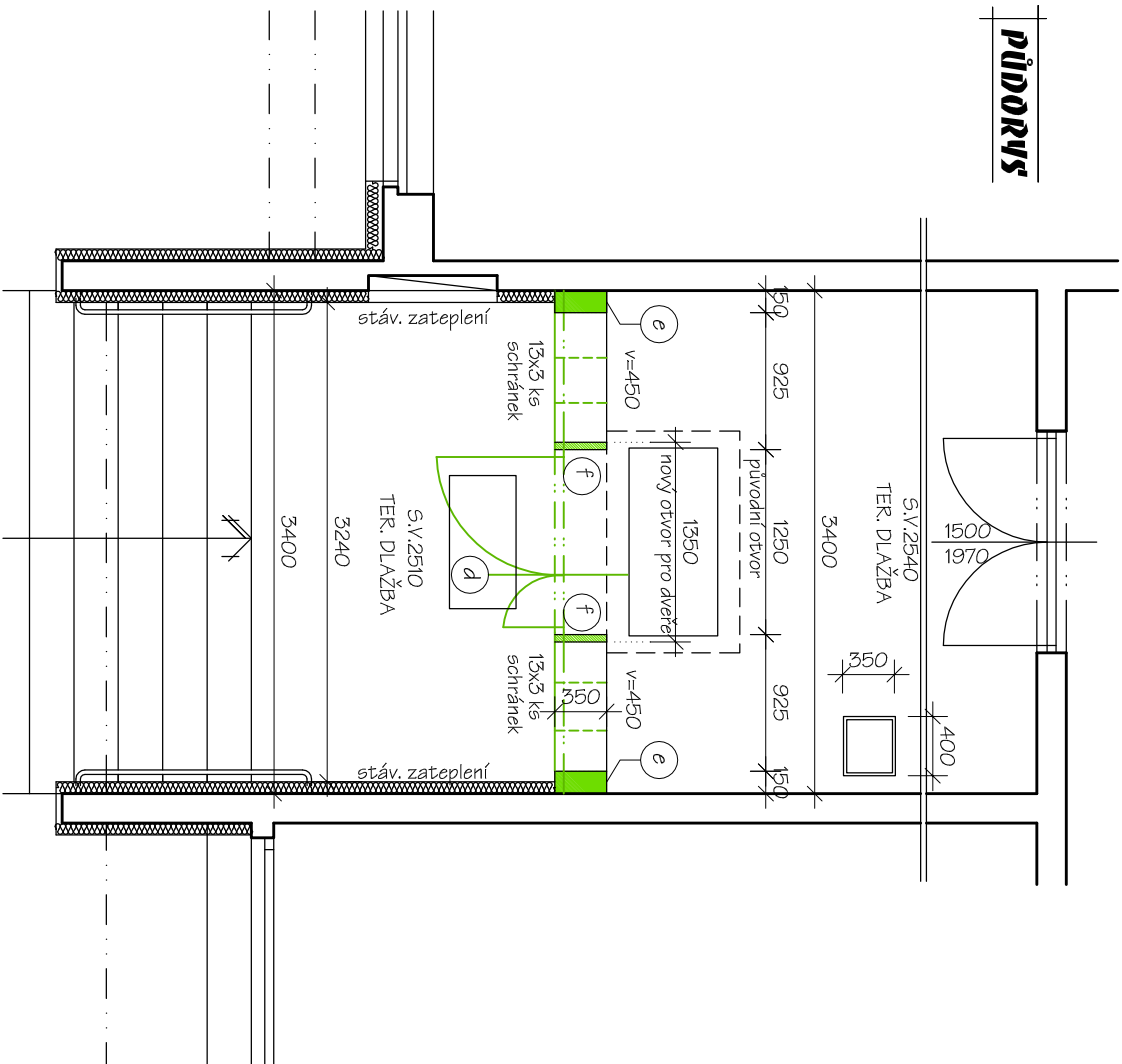 PŮDORYS
1500
1970
S.V.2540
TER. DLAŽBA
350
400
3400
150
925
1250
925
150
původní otvor
1350
nový otvor pro dveře
e
v=450
v=450
e
f
f
350
13x3 ks
schránek
13x3 ks
schránek
d
stáv. zateplení
stáv. zateplení
S.V.2510
TER. DLAŽBA
3240
3400